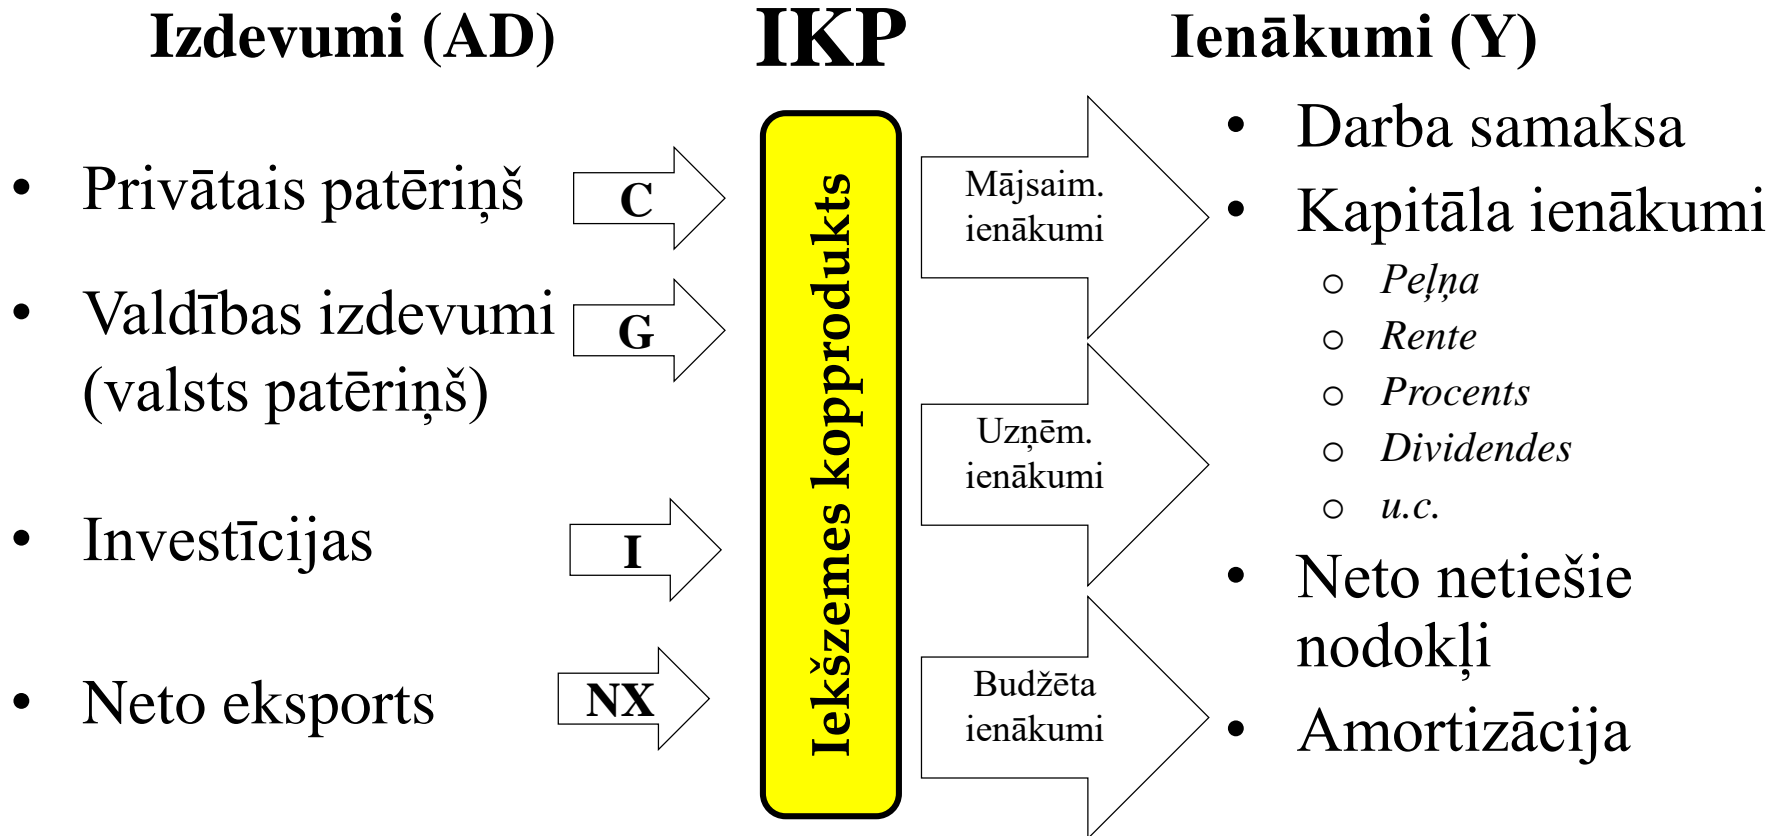 Izdevumi (AD)
IKP
Ienākumi (Y)
• Privātais patēriņš
C
• Valdības izdevumi
(valsts patēriņš)
G
• Investīcijas
I
• Neto eksports
NX
Iekšzemes kopprodukts
Mājsaim.
ienākumi
Uzņēm.
ienākumi
Budžēta
ienākumi
• Darba samaksa
• Kapitāla ienākumi
o Peļņa
o Rente
o Procents
o Dividendes
o u.c.
• Neto netiešie
nodokļi
• Amortizācija